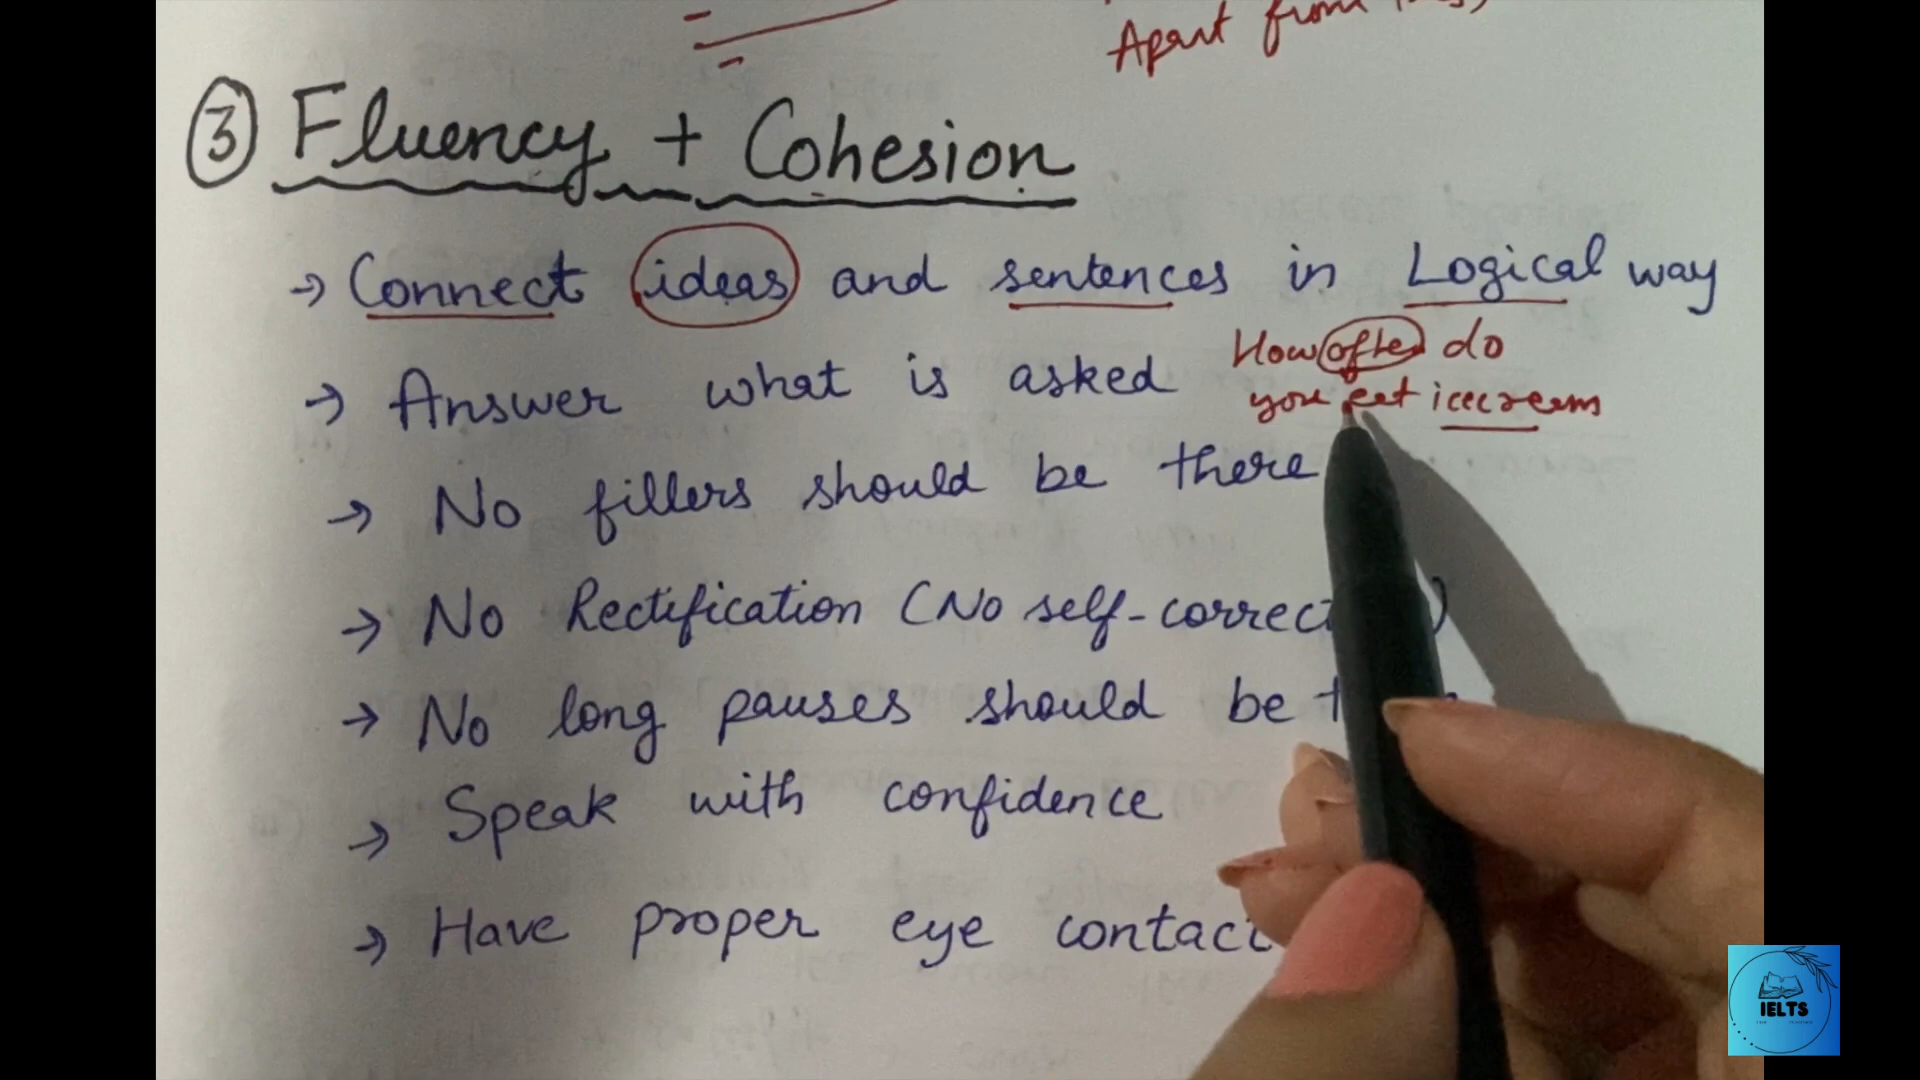 Apart from
③ Fluency + Cohesion
→ Connect ideas and sentences in Logical way
How often do
you eat icecream
→ Answer what is asked
→ No fillers should be there
→ No Rectification (No self-correct )
→ No long pauses should be
→ Speak with confidence
→ Have proper eye contact
IELTS